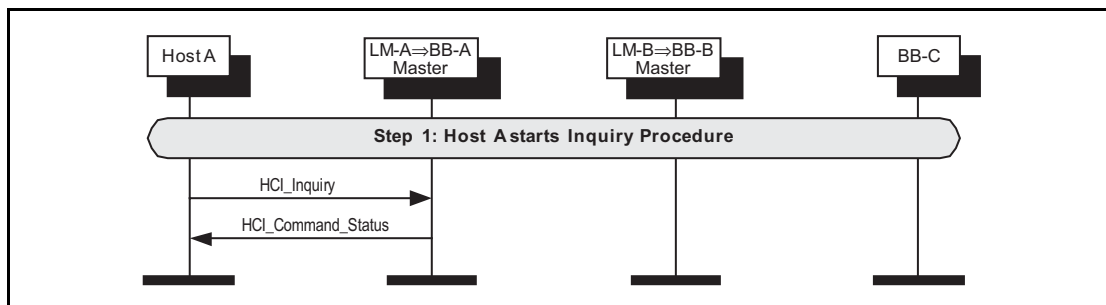 Host A
LM-A⇒BB-A
Master
LM-B⇒BB-B
Master
BB-C
Step 1: Host A starts Inquiry Procedure
HCI_Inquiry
HCI_Command_Status